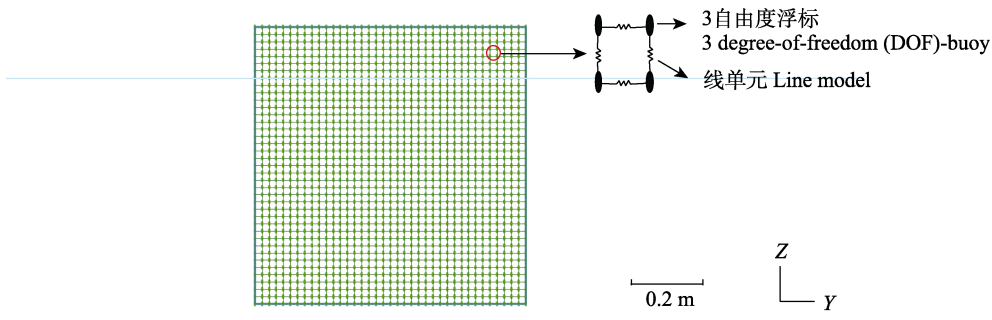 3自由度浮标
3 degree-of-freedom (DOF)-buoy
线单元 Line model
Z
0.2 m
Y